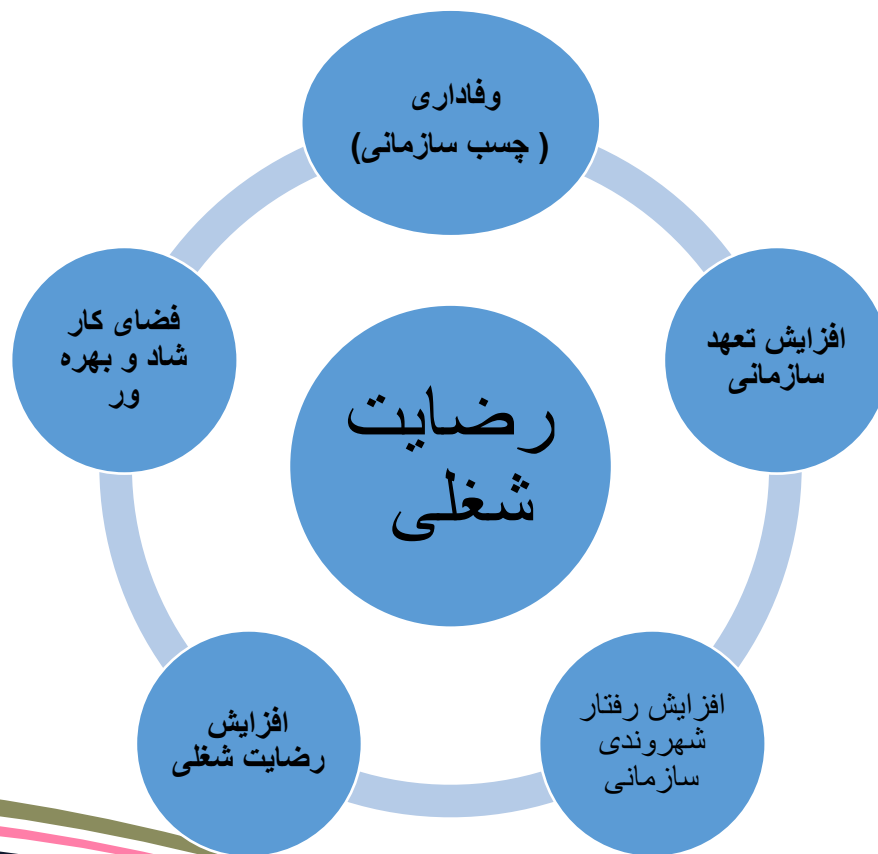 وفاداری
( چسب سازمانی)
افزایش تعهد
سازمانی
افزایش رفتار
شهروندی
سازمانی
افزایش
رضایت شغلی
فضای کار
شاد و بهره
ور
رضایت
شغلی